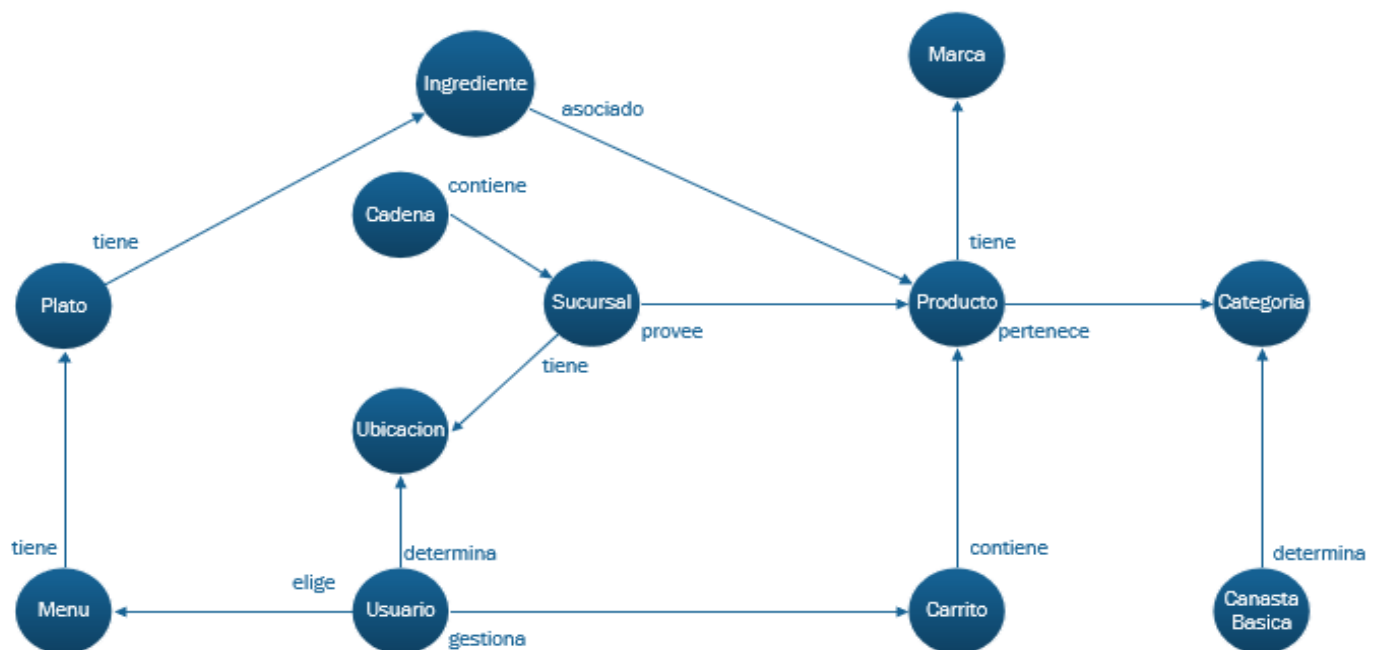 Marca
Ingrediente
asociado
contiene
Cadena
tiene
tiene
Plato
Sucursal
Producto
Categoria
provee
pertenece
tiene
Ubicacion
tiene
determina
contiene
determina
elige
Menu
Usuario
Carrito
Canasta
Basica
gestiona